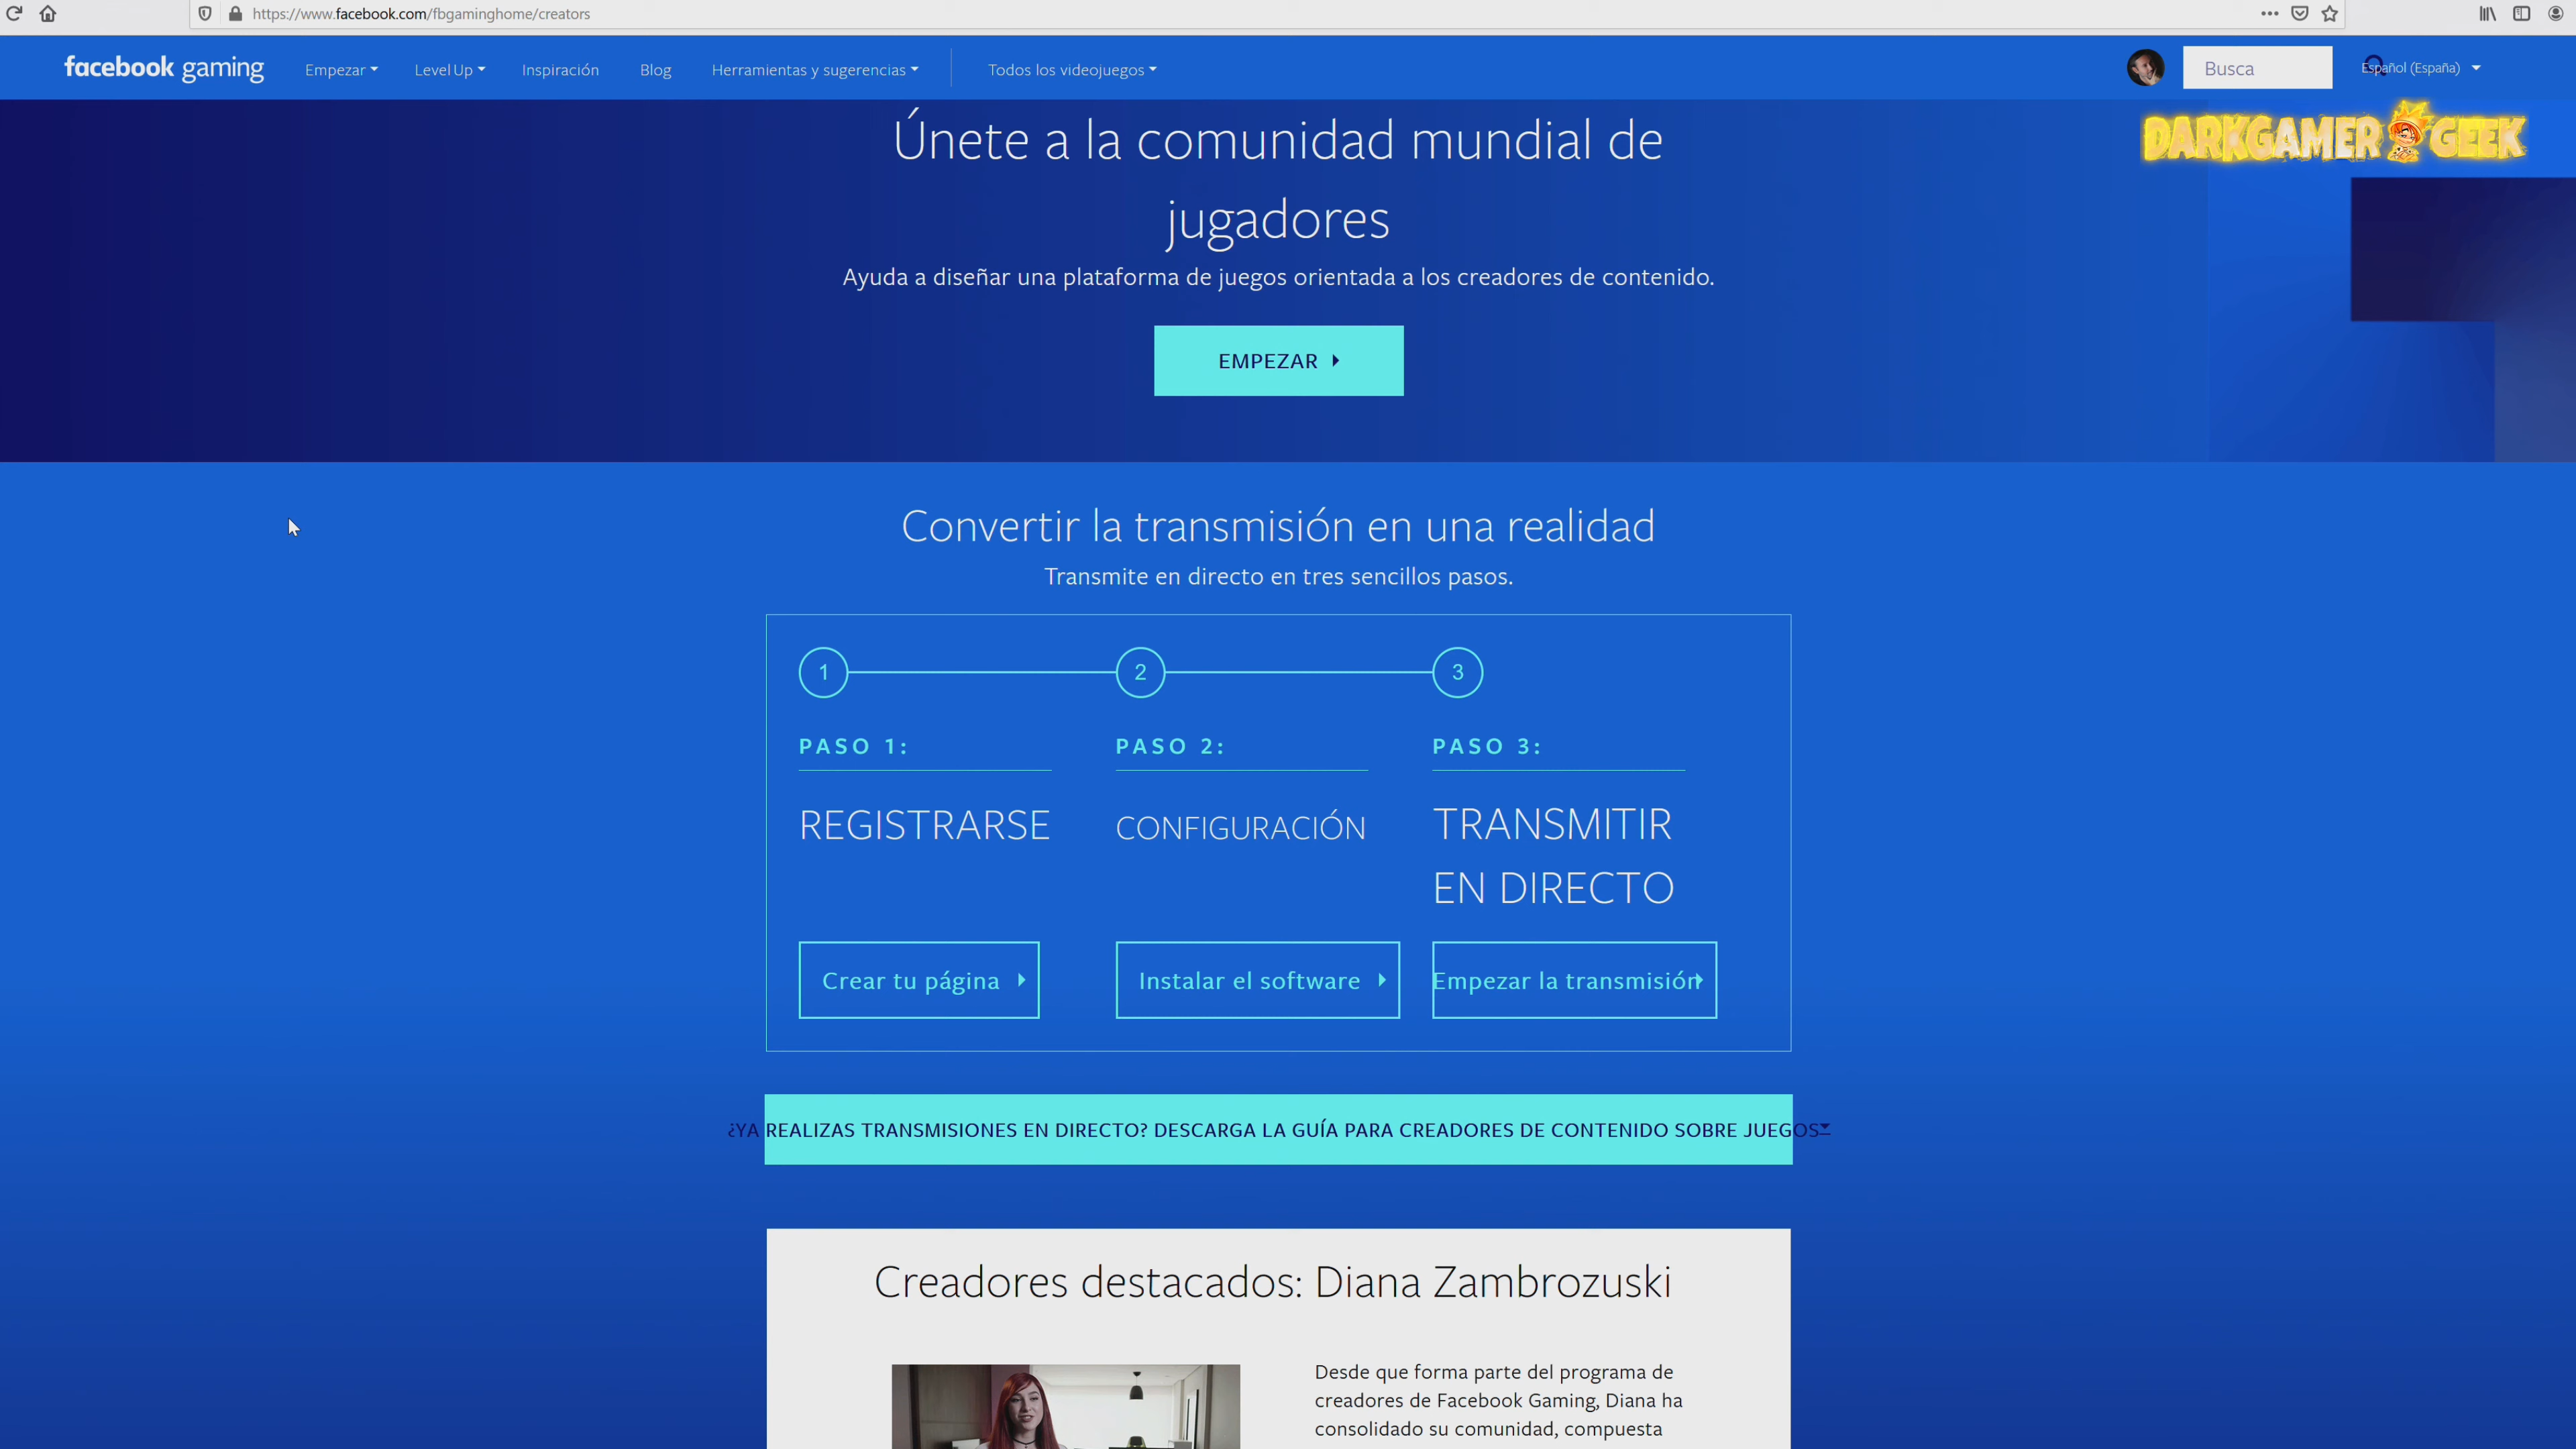 https://www.facebook.com/fbgaminghome/creators
facebook gaming
Empezar
Level Up
Inspiración
Blog
Herramientas y sugerencias
Todos los videojuegos
Busca
Español (España)
DARKGAMER GEEK
Únete a la comunidad mundial de
jugadores
Ayuda a diseñar una plataforma de juegos orientada a los creadores de contenido.
EMPEZAR
Convertir la transmisión en una realidad
Transmite en directo en tres sencillos pasos.
1
2
3
PASO 1:
PASO 2:
PASO 3:
REGISTRARSE
CONFIGURACIÓN
TRANSMITIR
EN DIRECTO
Crear tu página
Instalar el software
Empezar la transmisión
¿YA REALIZAS TRANSMISIONES EN DIRECTO? DESCARGA LA GUÍA PARA CREADORES DE CONTENIDO SOBRE JUEGOS
Creadores destacados: Diana Zambrozuski
Desde que forma parte del programa de
creadores de Facebook Gaming, Diana ha
consolidado su comunidad, compuesta